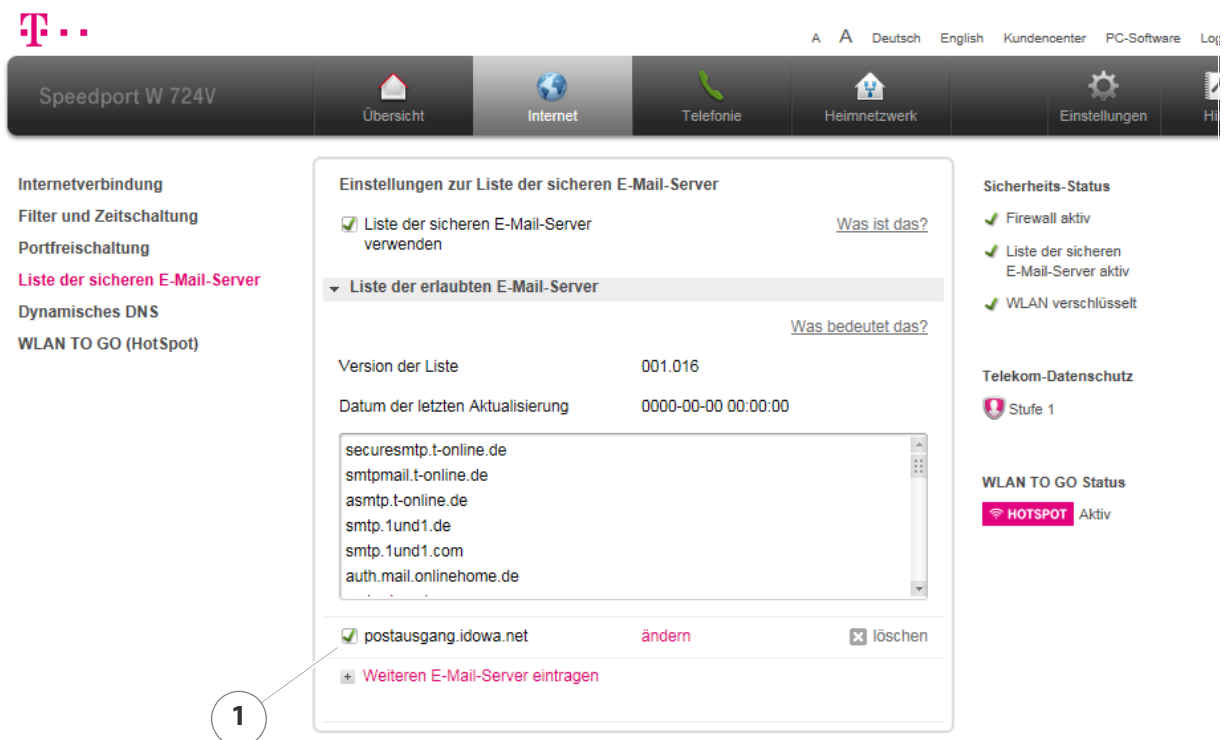 T
A A Deutsch English Kundencenter PC-Software
Speedport W 724V
Übersicht
Internet
Telefonie
Heimnetzwerk
Einstellungen
Internetverbindung
Filter und Zeitschaltung
Portfreischaltung
Liste der sicheren E-Mail-Server
Dynamisches DNS
WLAN TO GO (HotSpot)
Einstellungen zur Liste der sicheren E-Mail-Server
Liste der sicheren E-Mail-Server Was ist das?
verwenden
Liste der erlaubten E-Mail-Server
Was bedeutet das?
Version der Liste 001.016
Datum der letzten Aktualisierung 0000-00-00 00:00:00
securesmtp.t-online.de
smtpmail.t-online.de
asmtp.t-online.de
smtp.1und1.de
smtp.1und1.com
auth.mail.onlinehome.de
postausgang.idowa.net ändern löschen
Weiteren E-Mail-Server eintragen
1
Sicherheits-Status
Firewall aktiv
Liste der sicheren
E-Mail-Server aktiv
WLAN verschlüsselt
Telekom-Datenschutz
Stufe 1
WLAN TO GO Status
HOTSPOT Aktiv